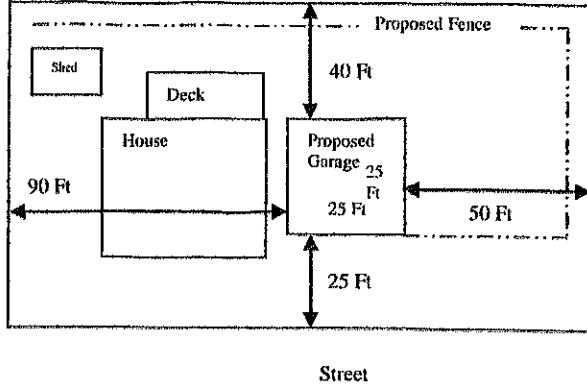 Proposed Fence
Shed
40 Ft
Deck
House
Proposed
Garage
25
Ft
90 Ft
25 Ft
50 Ft
25 Ft
Street